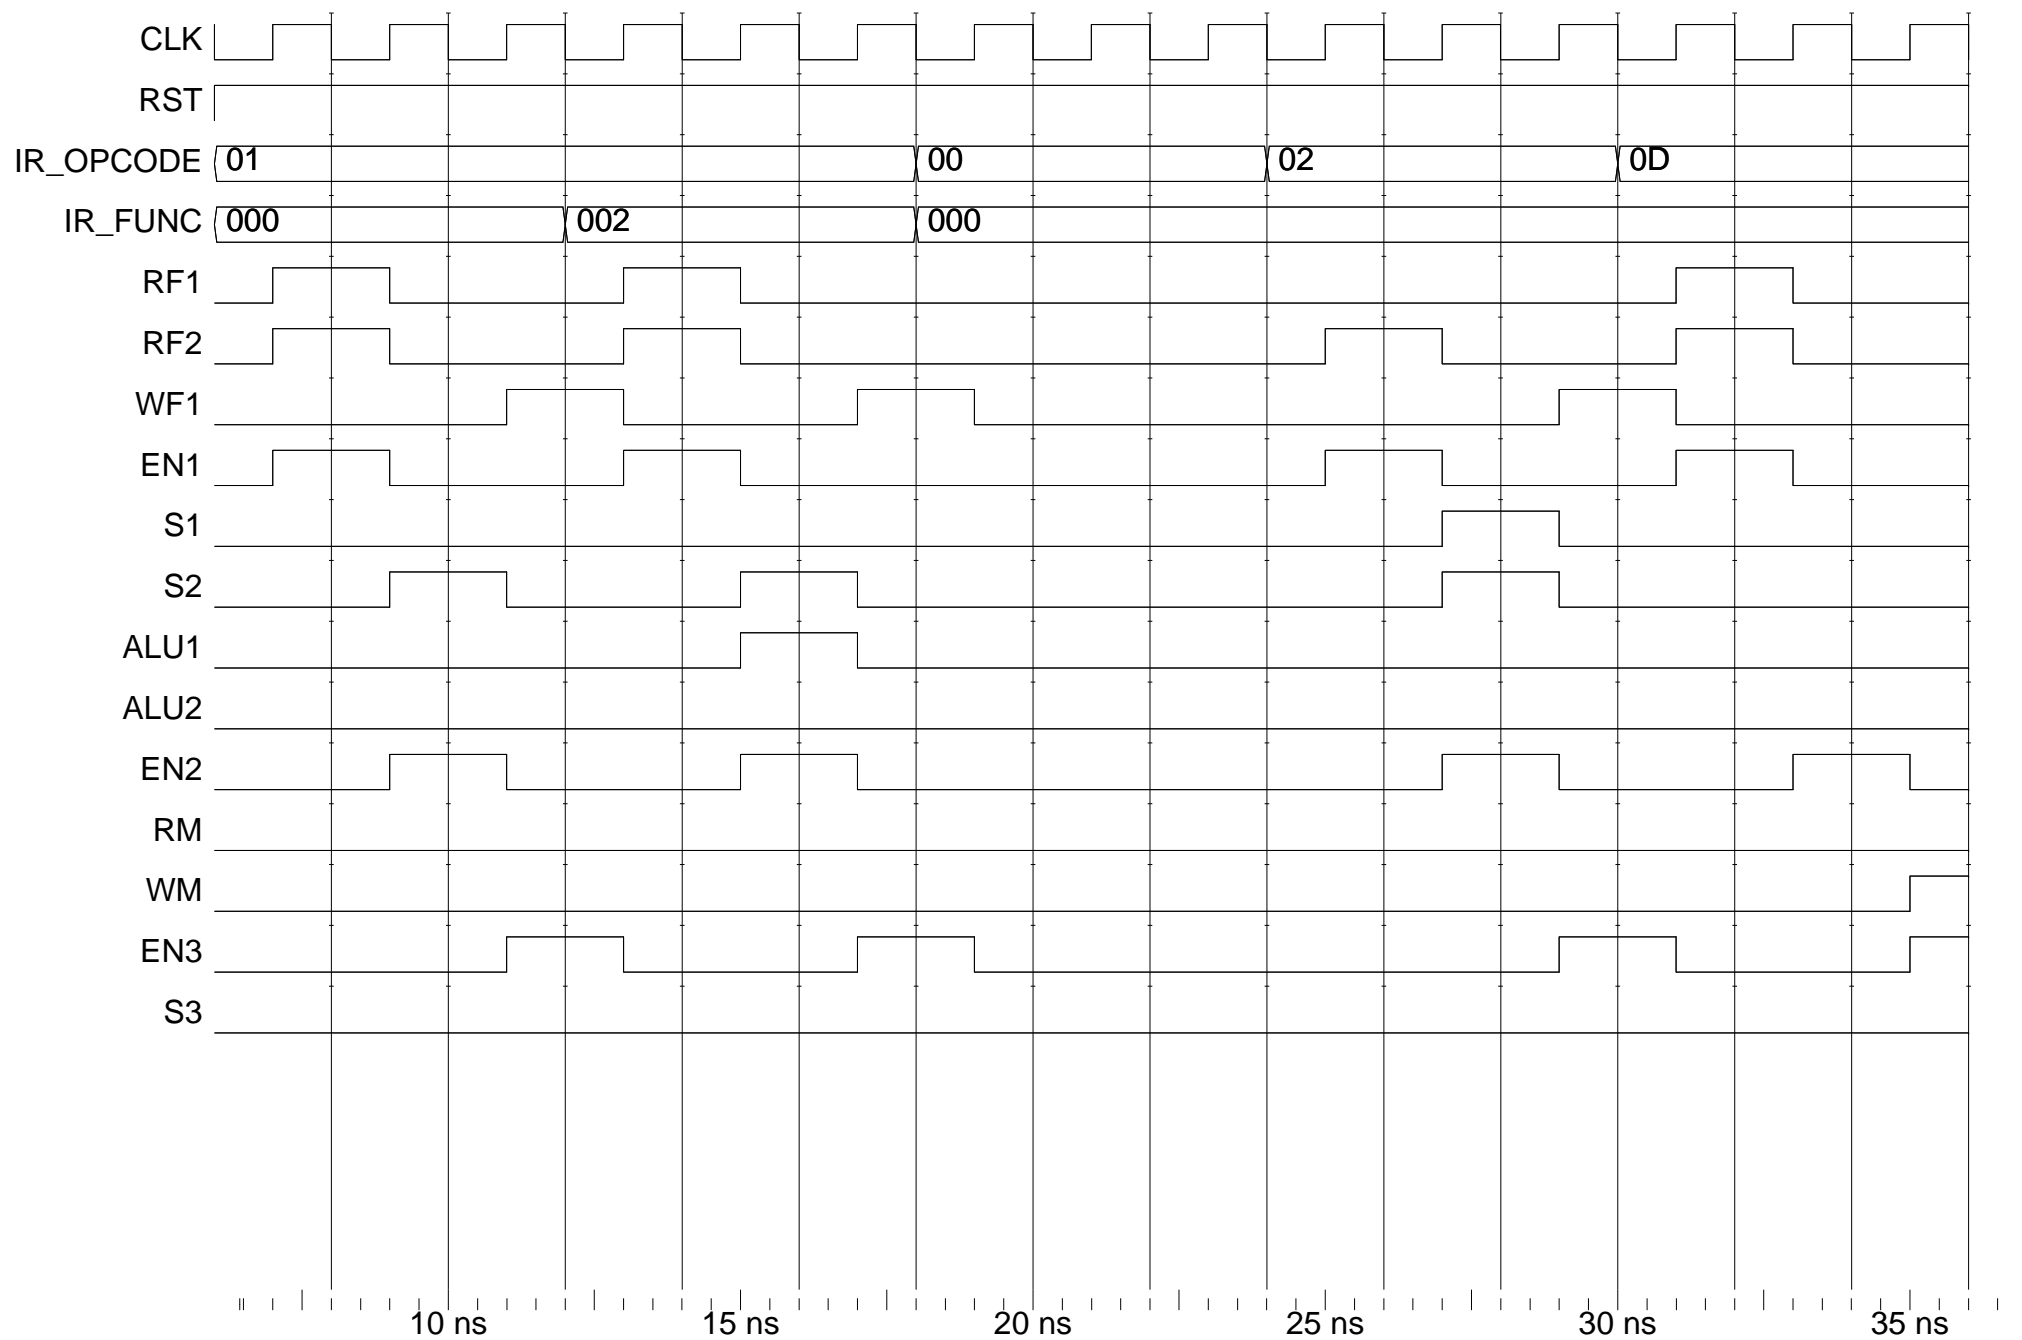 CLK
RST
IR_OPCODE 01 00 02 0D
IR_FUNC 000 002 000
RF1
RF2
WF1
EN1
S1
S2
ALU1
ALU2
EN2
RM
WM
EN3
S3
10 ns 15 ns 20 ns 25 ns 30 ns 35 ns